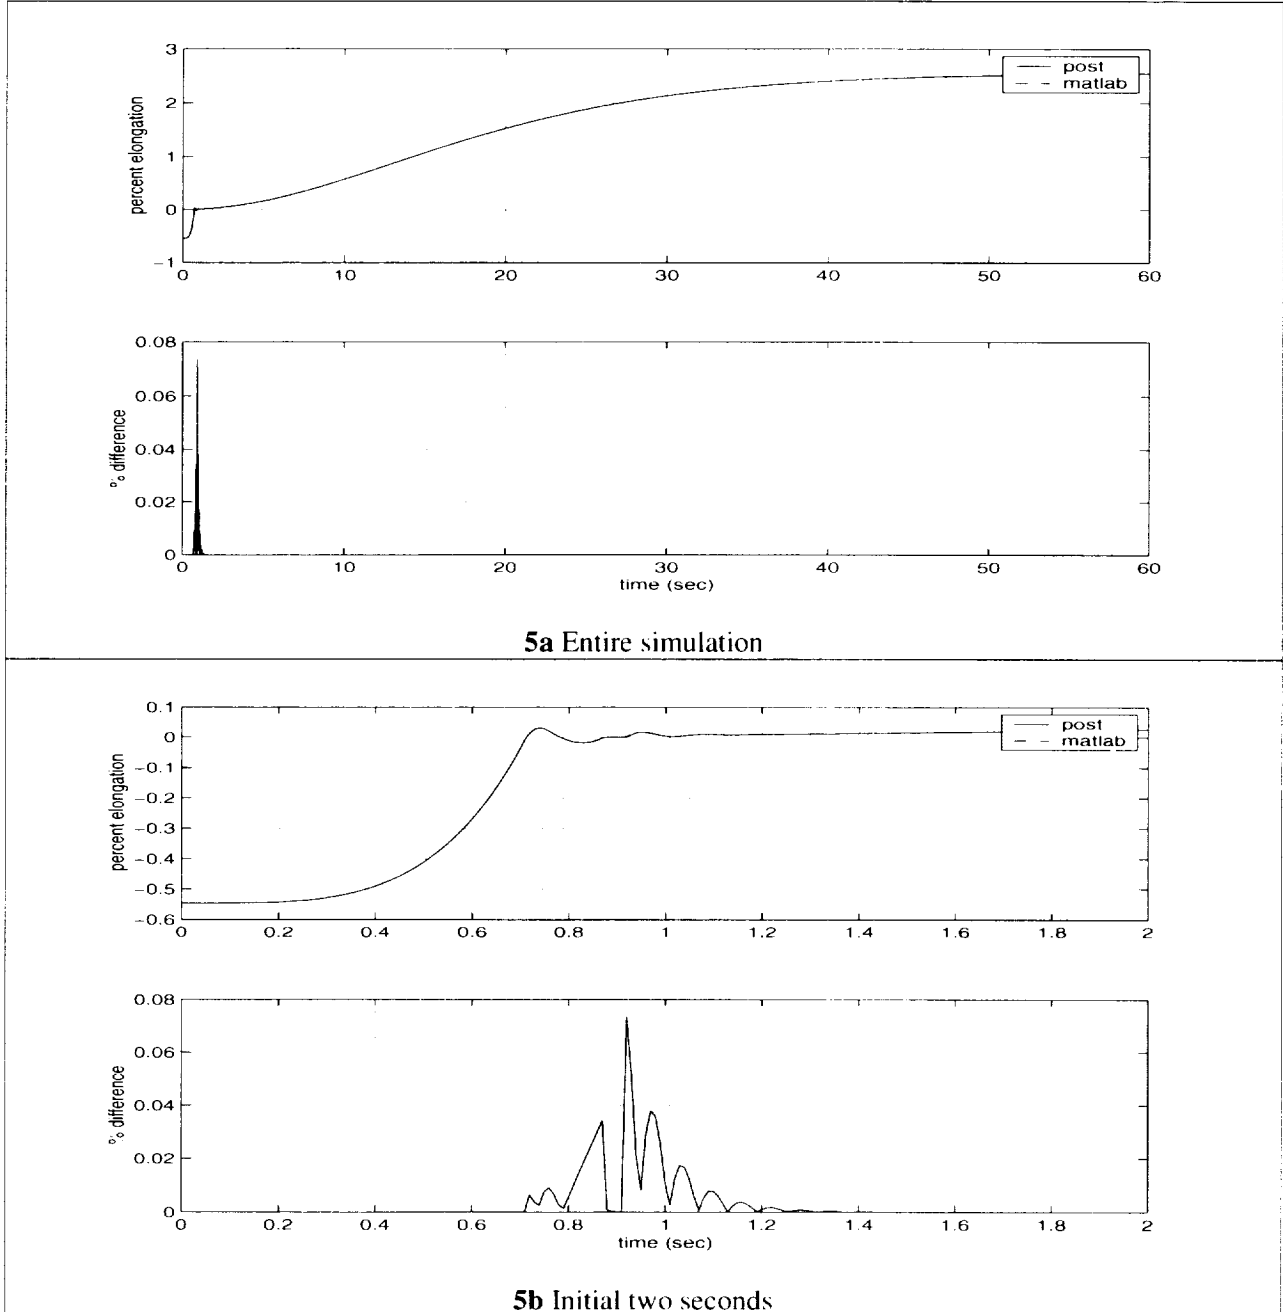 3
2
1
0
−1
percent elongation
post
matlab
0 10 20 30 40 50 60
0.08
0.06
0.04
0.02
0
% difference
0 10 20 30 40 50 60
time (sec)
5a Entire simulation
0.1
0
−0.1
−0.2
−0.3
−0.4
−0.5
−0.6
percent elongation
post
matlab
0 0.2 0.4 0.6 0.8 1 1.2 1.4 1.6 1.8 2
0.08
0.06
0.04
0.02
0
% difference
0 0.2 0.4 0.6 0.8 1 1.2 1.4 1.6 1.8 2
time (sec)
5b Initial two seconds